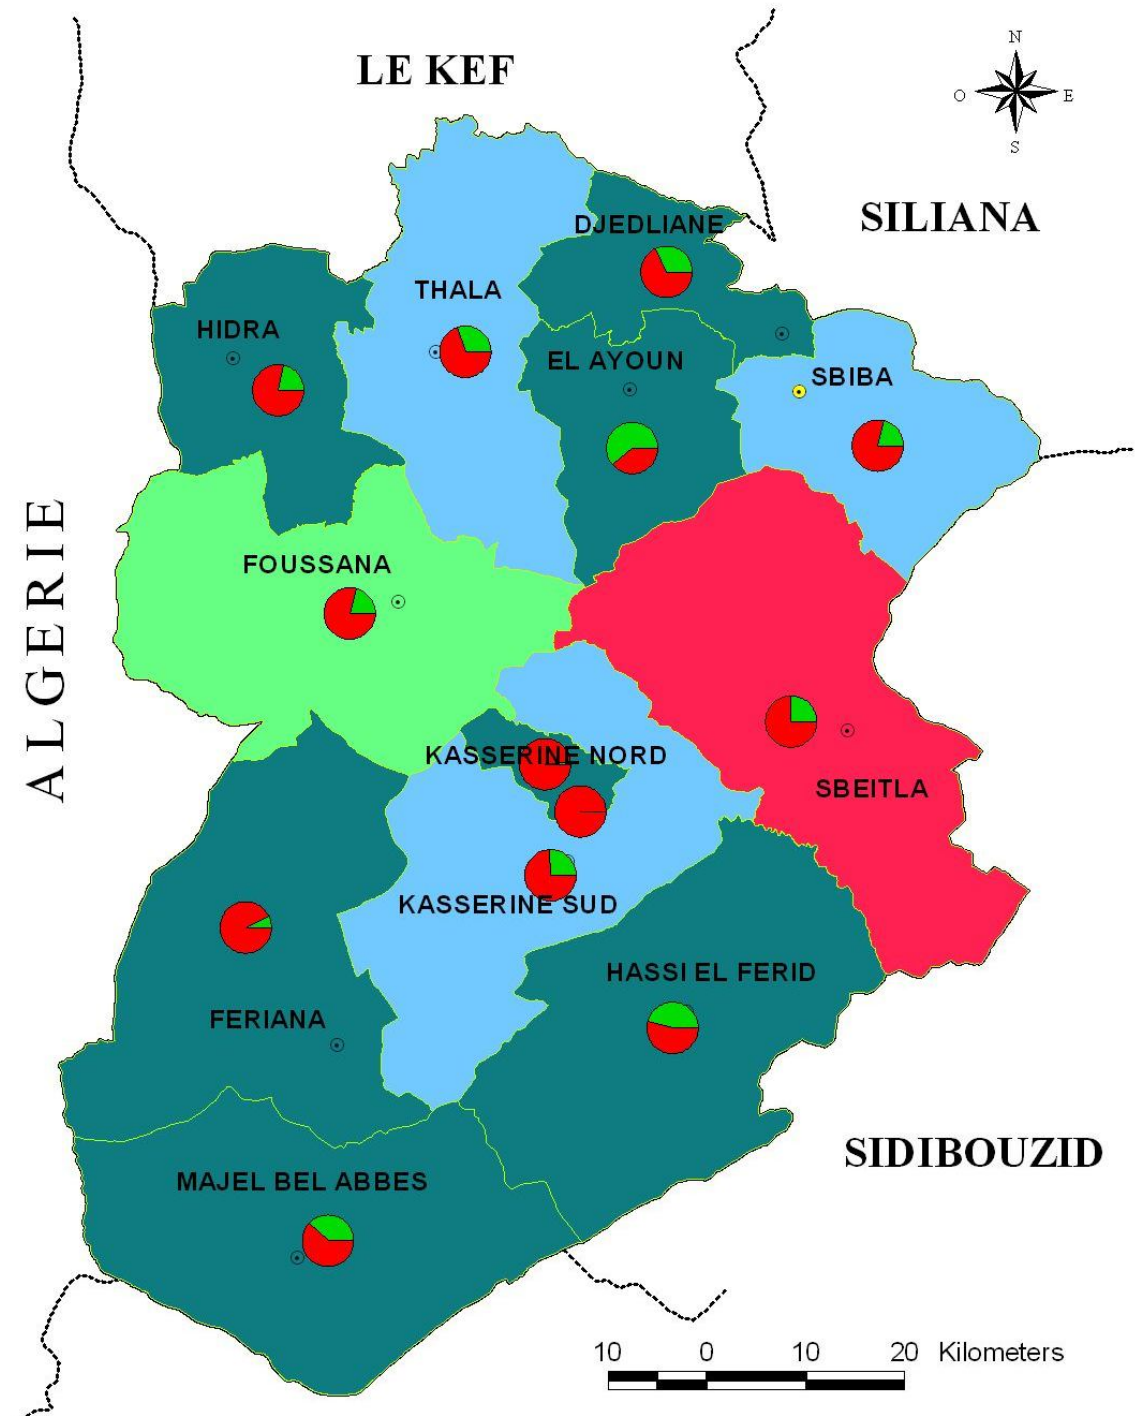 N
LE KEF
O
E
S
SILIANA
DJEDLIANE
THALA
HIDRA
EL AYOUN
SBIBA
ALGERIE
FOUSSANA
KASSERINE NORD
SBEITLA
KASSERINE SUD
HASSI EL FERID
FERIANA
SIDIBOUZID
MAJEL BEL ABBES
10 0 10 20 Kilometers